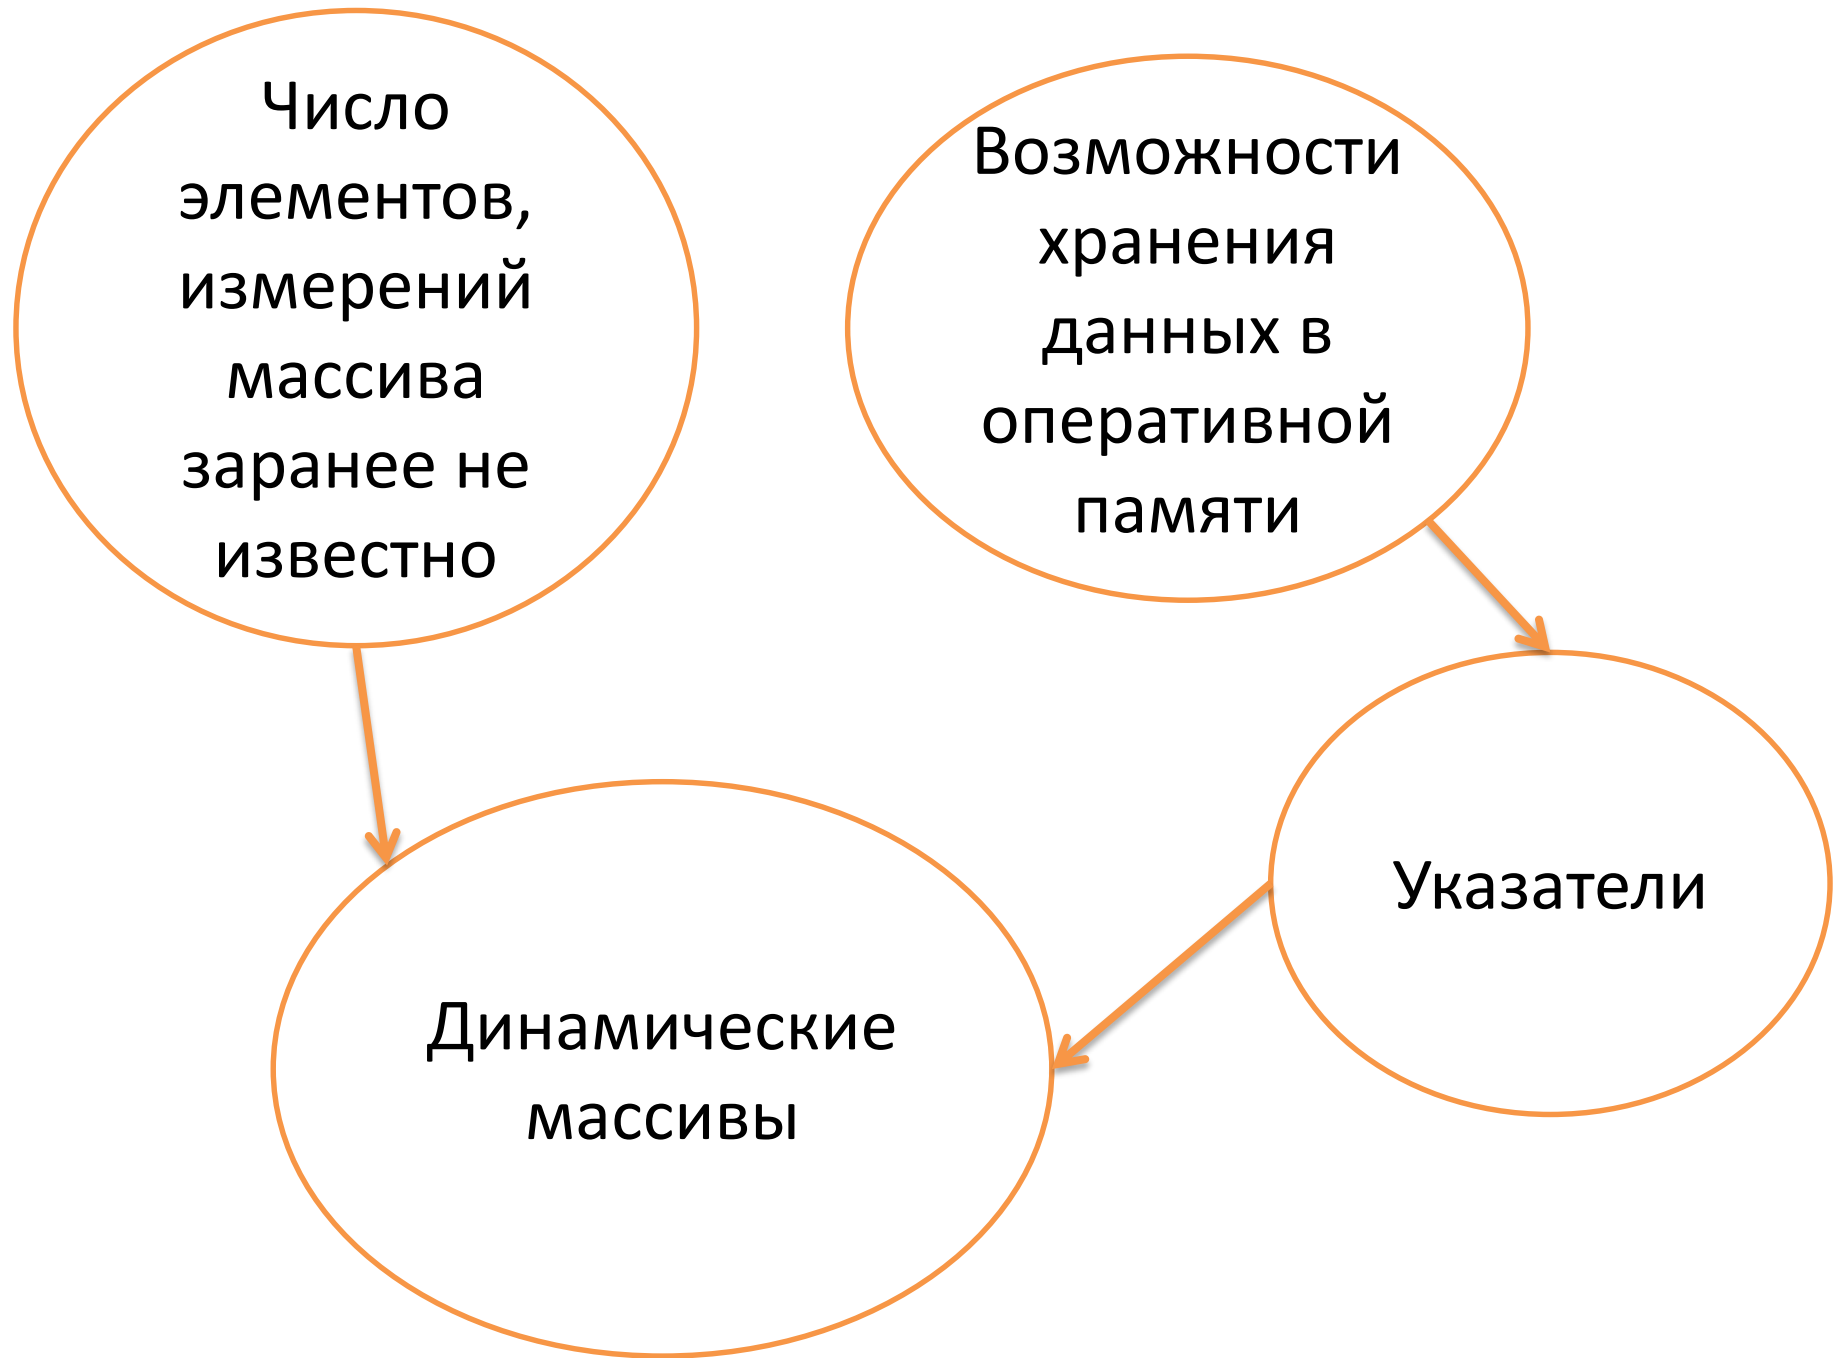 Число
элементов,
измерений
массива
заранее не
известно
Возможности
хранения
данных в
оперативной
памяти
Указатели
Динамические
массивы